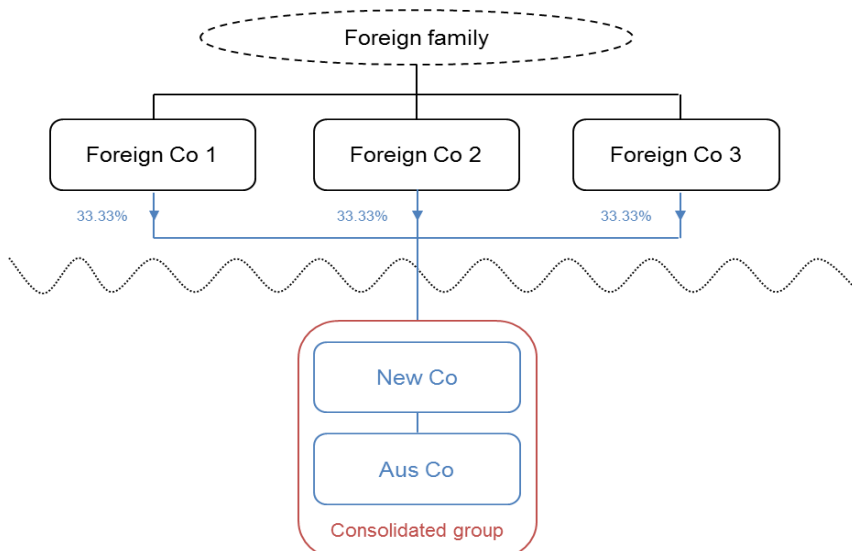 Foreign family
Foreign Co 1
Foreign Co 2
Foreign Co 3
33.33%
33.33%
33.33%
New Co
Aus Co
Consolidated group